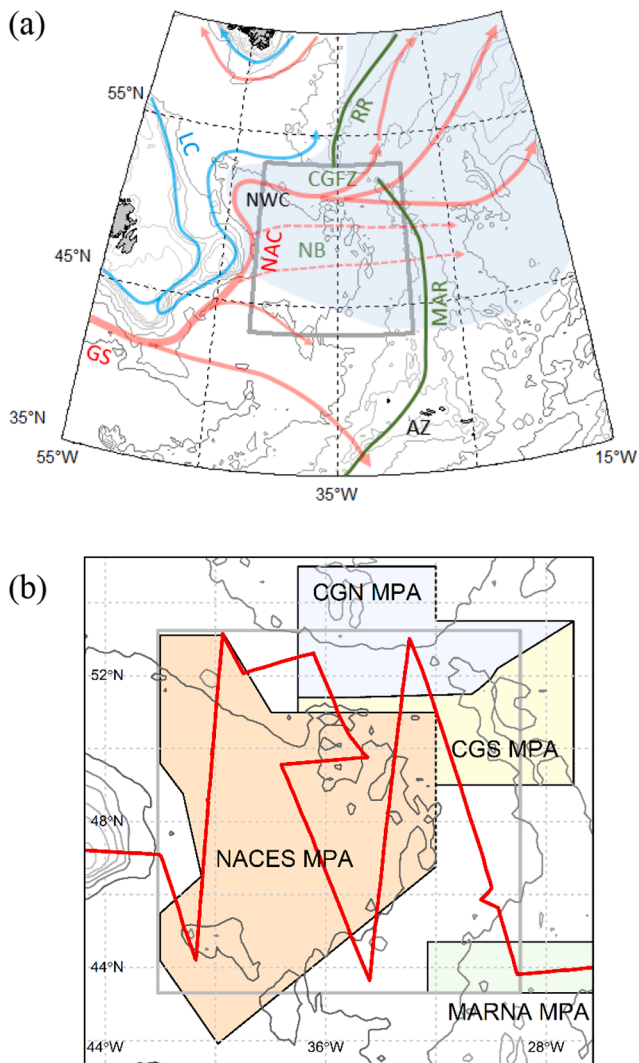 (a)
55°N
LC
RR
CGFZ
NWC
NAC
NB
45°N
MAR
GS
35°N
AZ
55°W
15°W
35°W
(b)
CGN MPA
52°N
CGS MPA
48°N
NACES MPA
44°N
MARNA MPA
44°W
36°W
28°W